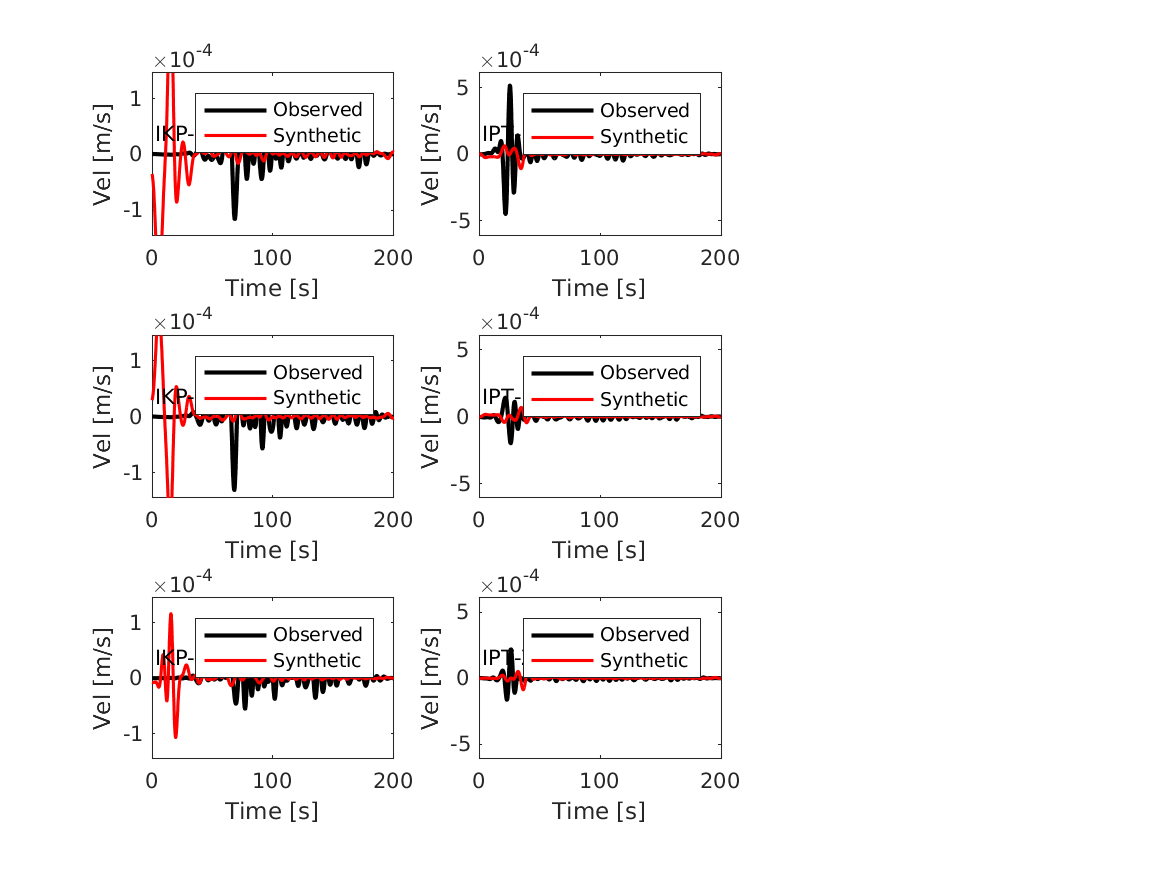 ×10-4
×10-4
1
0
-1
5
0
-5
Vel [m/s]
Vel [m/s]
IKP-
IPT
Observed
Synthetic
Observed
Synthetic
0 100 200
0 100 200
Time [s]
Time [s]
×10-4
×10-4
1
0
-1
5
0
-5
Vel [m/s]
Vel [m/s]
IKP-
IPT-
Observed
Synthetic
Observed
Synthetic
0 100 200
0 100 200
Time [s]
Time [s]
×10-4
×10-4
1
0
-1
5
0
-5
Vel [m/s]
Vel [m/s]
IKP-
IPT-
Observed
Synthetic
Observed
Synthetic
0 100 200
0 100 200
Time [s]
Time [s]